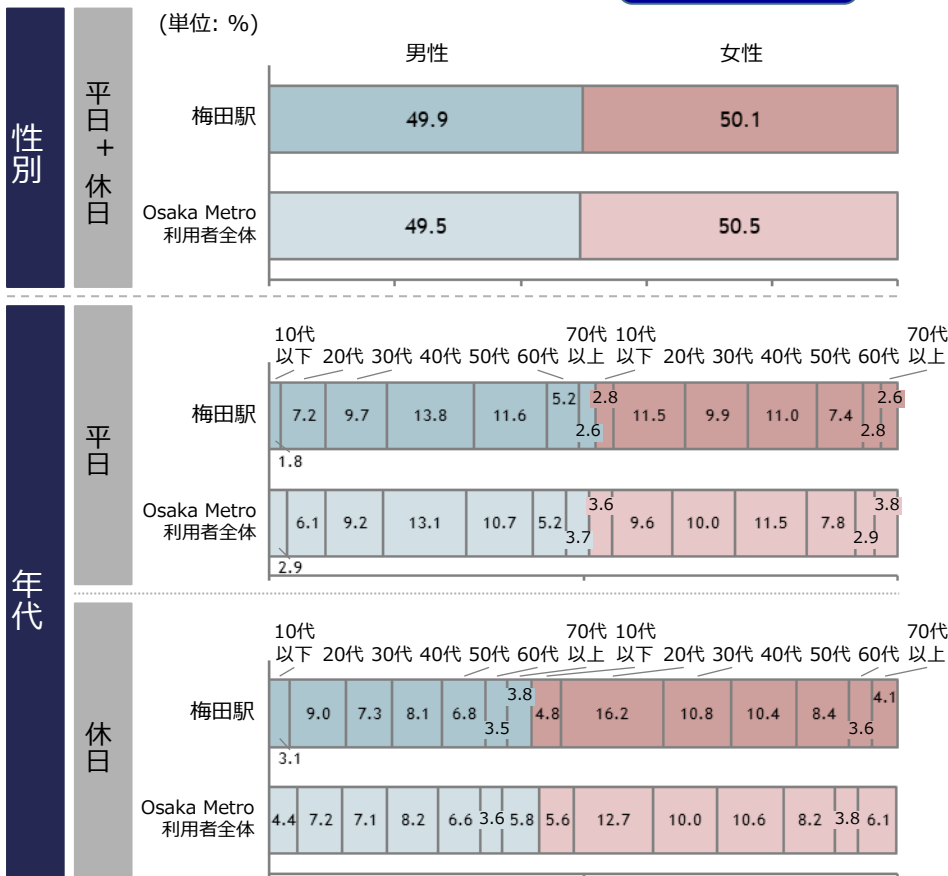 (単位: %)
男性 女性
性別
平日+休日
梅田駅
49.9 50.1
Osaka Metro
利用者全体
49.5 50.5
年代
平日
10代
以下 20代 30代 40代 50代 60代 70代
以上 10代
以下 20代 30代 40代 50代 60代 70代
以上
梅田駅
1.8 7.2 9.7 13.8 11.6 5.2 2.6 2.8 11.5 9.9 11.0 7.4 2.8 2.6
Osaka Metro
利用者全体
2.9 6.1 9.2 13.1 10.7 5.2 3.7 3.6 9.6 10.0 11.5 7.8 2.9 3.8
休日
10代
以下 20代 30代 40代 50代 60代 70代
以上 10代
以下 20代 30代 40代 50代 60代 70代
以上
梅田駅
3.1 9.0 7.3 8.1 6.8 3.5 3.8 4.8 16.2 10.8 10.4 8.4 3.6 4.1
Osaka Metro
利用者全体
4.4 7.2 7.1 8.2 6.6 3.6 5.8 5.6 12.7 10.0 10.6 8.2 3.8 6.1